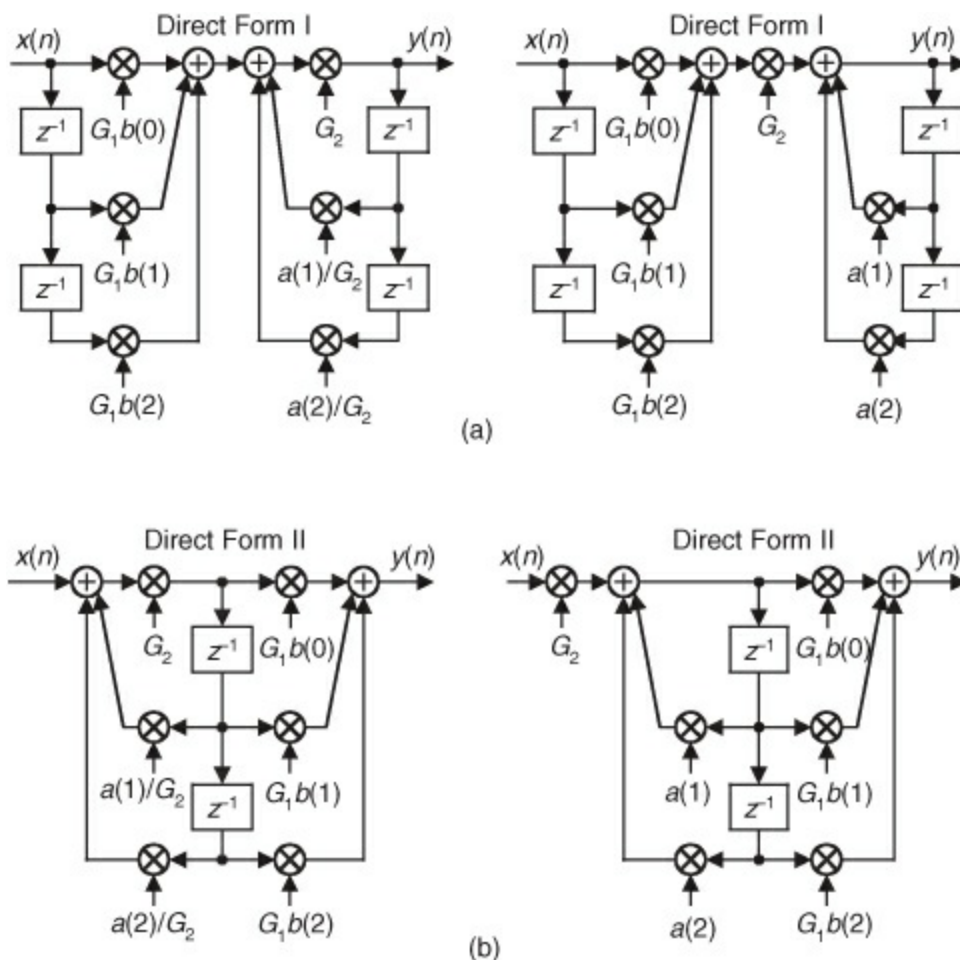 Direct Form I Direct Form I
x(n) y(n) x(n) y(n)
z⁻¹ G₁b(0) G₂ z⁻¹ z⁻¹ G₁b(0) G₂ z⁻¹
G₁b(1) a(1)/G₂ G₁b(1) a(1)
z⁻¹ z⁻¹ z⁻¹ z⁻¹
G₁b(2) a(2)/G₂ G₁b(2) a(2)
(a)
Direct Form II Direct Form II
x(n) y(n) x(n) y(n)
G₂ z⁻¹ G₁b(0) G₂ z⁻¹ G₁b(0)
a(1)/G₂ G₁b(1) a(1) G₁b(1)
z⁻¹ z⁻¹
a(2)/G₂ G₁b(2) a(2) G₁b(2)
(b)